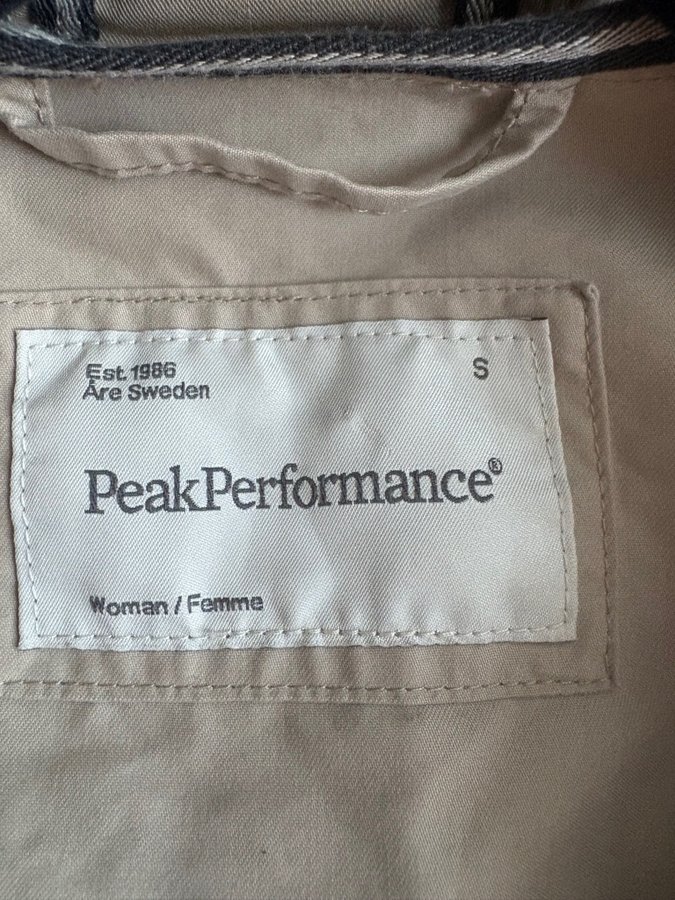 Est. 1986
Åre Sweden
S
PeakPerformance®
Woman / Femme